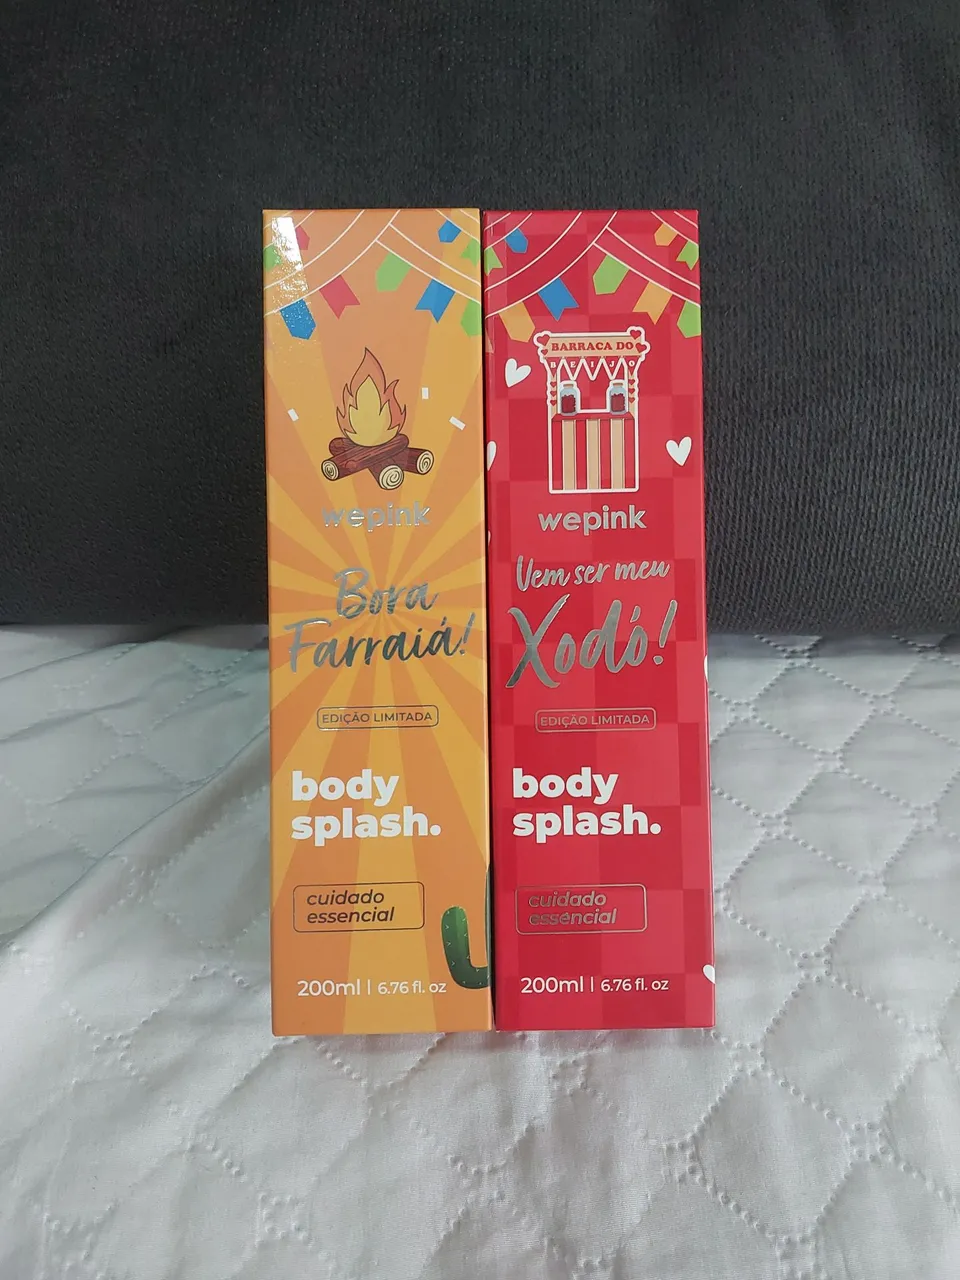 wepink
Bora
Farraiá!
EDIÇÃO LIMITADA
body
splash.
cuidado
essencial
200ml | 6.76 fl. oz
BARRACA DO
BEIJO
wepink
Vem ser meu
Xodó!
EDIÇÃO LIMITADA
body
splash.
cuidado
essencial
200ml | 6.76 fl. oz